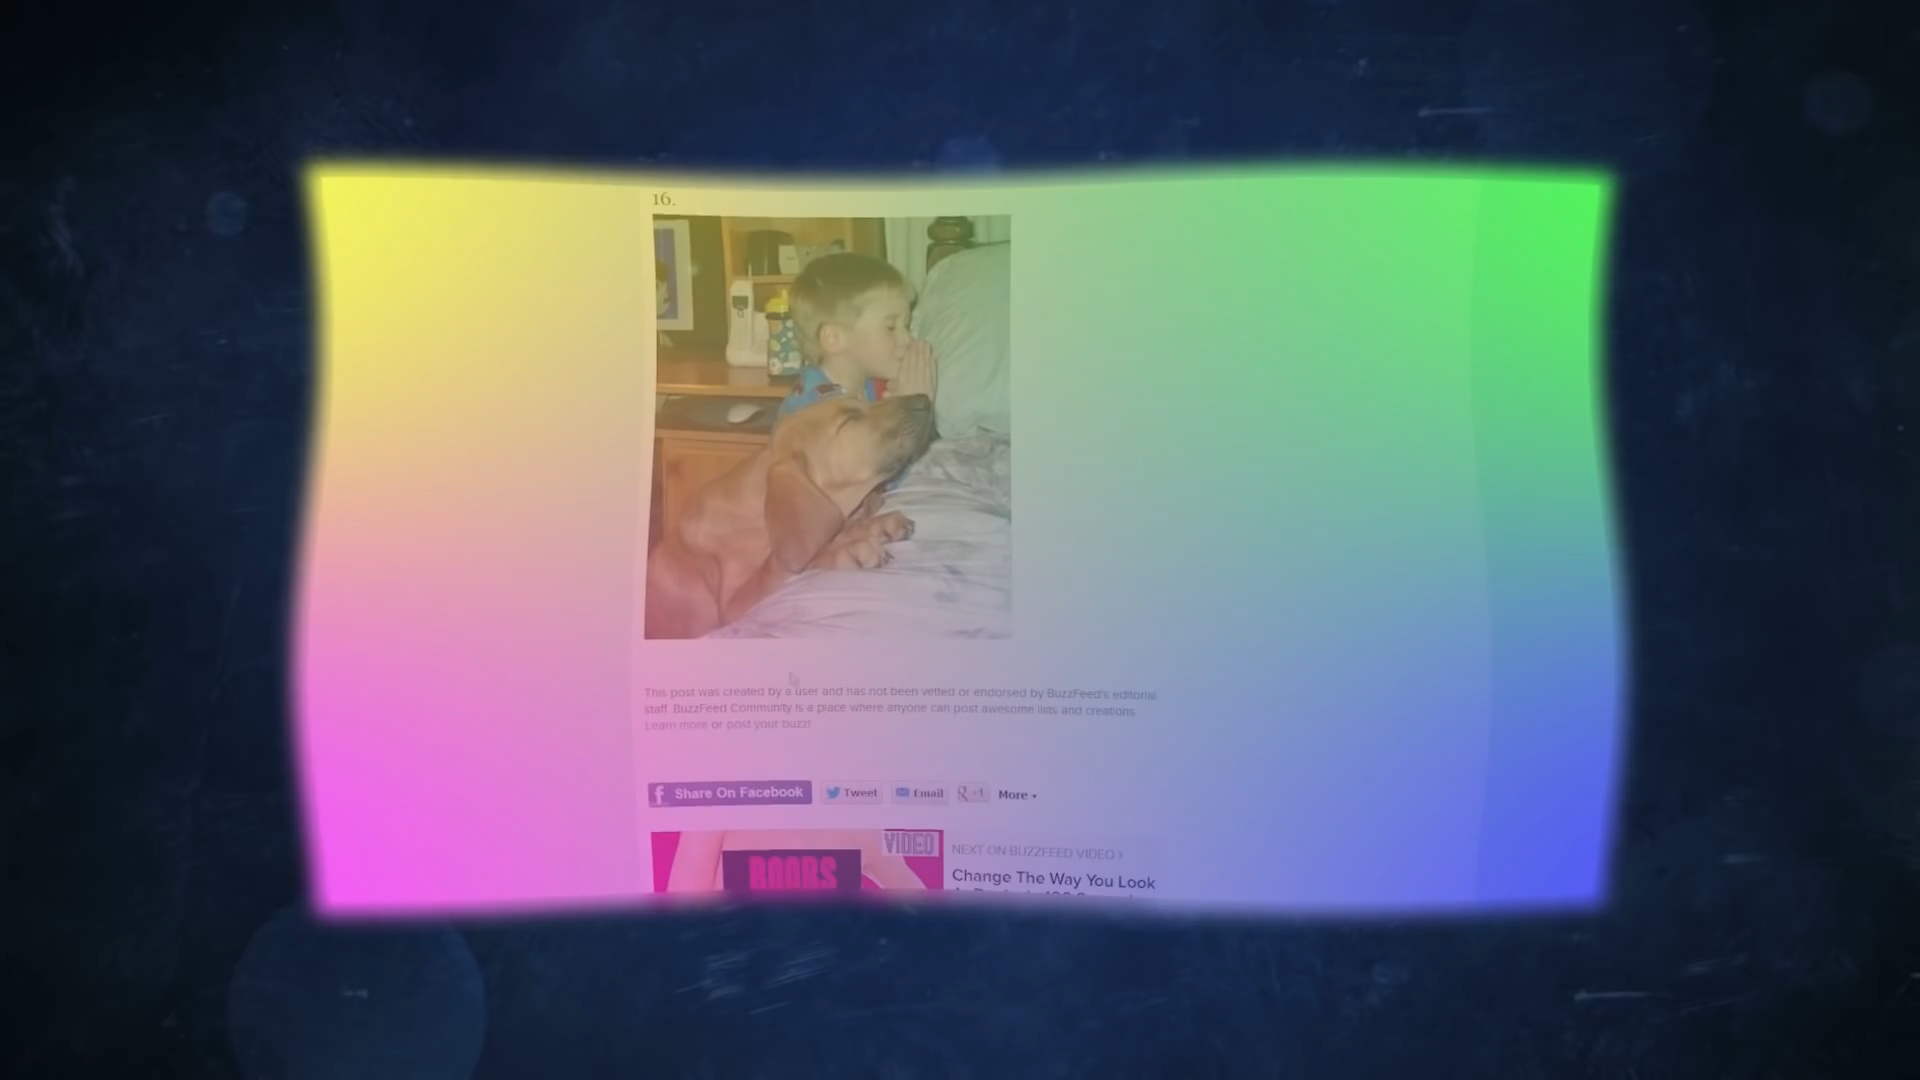 16.
This post was created by a user and has not been vetted or endorsed by BuzzFeed's editorial
staff. BuzzFeed Community is a place where anyone can post awesome lists and creations.
Learn more or post your buzz!
f Share On Facebook
Tweet
Email
g +1
More
VIDEO
BOOBS
NEXT ON BUZZFEED VIDEO ›
Change The Way You Look